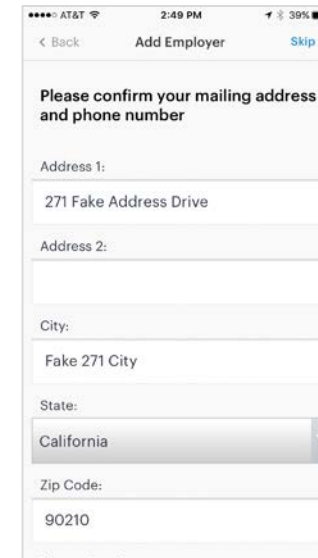 AT&T 2:49 PM 39%
< Back Add Employer Skip
Please confirm your mailing address
and phone number
Address 1:
271 Fake Address Drive
Address 2:
City:
Fake 271 City
State:
California
Zip Code:
90210